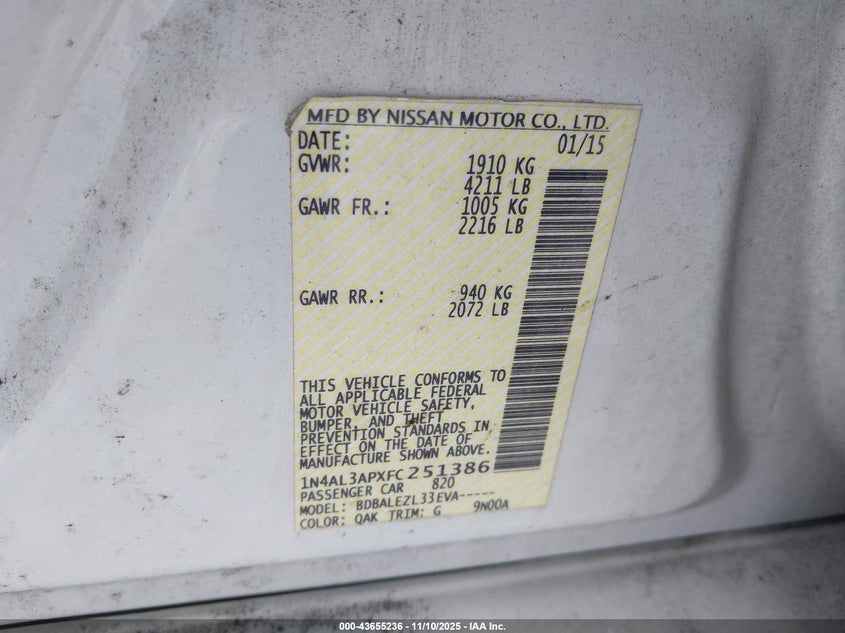 MFD BY NISSAN MOTOR CO., LTD.
DATE: 01/15
GVWR: 1910 KG
4211 LB
GAWR FR.: 1005 KG
2216 LB
GAWR RR.: 940 KG
2072 LB
THIS VEHICLE CONFORMS TO
ALL APPLICABLE FEDERAL
MOTOR VEHICLE SAFETY,
BUMPER, AND THEFT
PREVENTION STANDARDS IN
EFFECT ON THE DATE OF
MANUFACTURE SHOWN ABOVE.
1N4AL3APXFC251386
PASSENGER CAR 820
MODEL: BDBALEZL33EVA-----
COLOR: QAK TRIM: G 9N00A
000-43655236 - 11/10/2025 - IAA Inc.